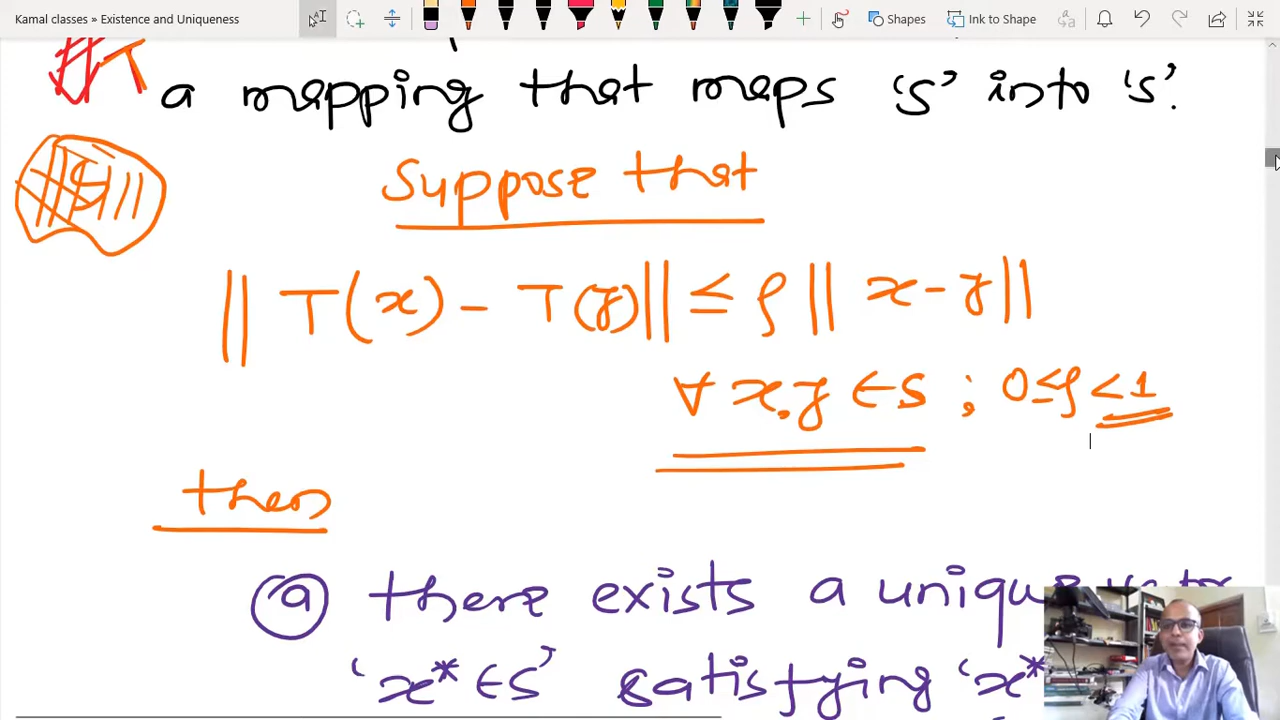 Kamal classes » Existence and Uniqueness
Shapes
Ink to Shape
a mapping that maps 'S' into 'S'.
S
Suppose that
|| T(x) - T(y) || ≤ ρ || x - y ||
∀ x, y ∈ S ; 0 ≤ ρ < 1
then
(a) there exists a unique
'x* ∈ S' satisfying 'x*